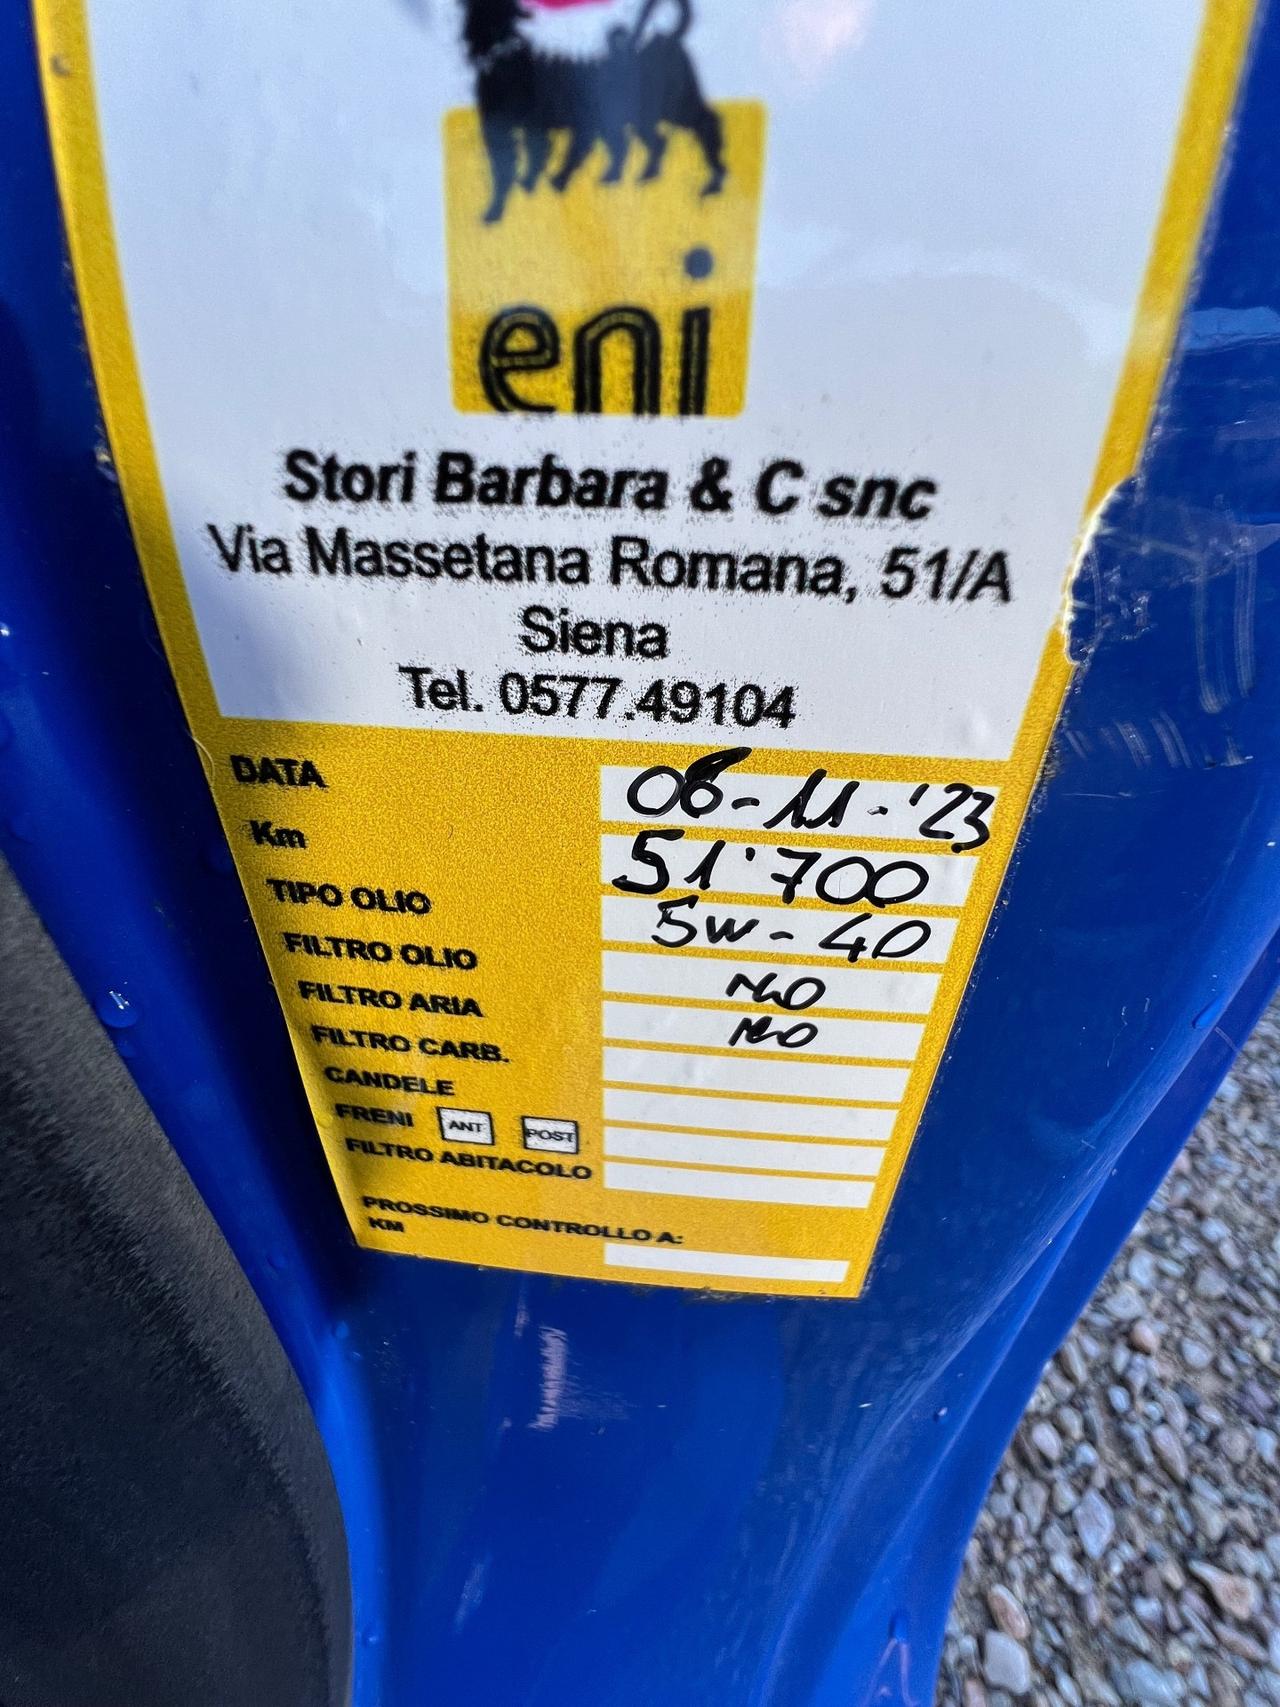 eni
Stori Barbara & C snc
Via Massetana Romana, 51/A
Siena
Tel. 0577.49104
DATA 06-11-'23
Km 51'700
TIPO OLIO 5W-40
FILTRO OLIO NO
FILTRO ARIA NO
FILTRO CARB.
CANDELE
FRENI ANT POST
FILTRO ABITACOLO
PROSSIMO CONTROLLO A:
KM